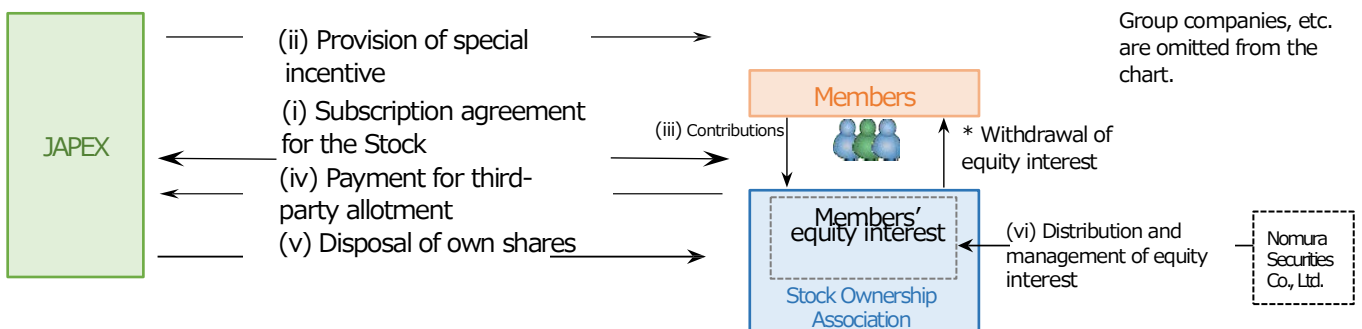 JAPEX
(ii) Provision of special
incentive
(i) Subscription agreement
for the Stock
(iv) Payment for third-
party allotment
(v) Disposal of own shares
Members
(iii) Contributions
* Withdrawal of
equity interest
Members'
equity interest
Stock Ownership
Association
(vi) Distribution and
management of equity
interest
Nomura
Securities
Co., Ltd.
Group companies, etc.
are omitted from the
chart.